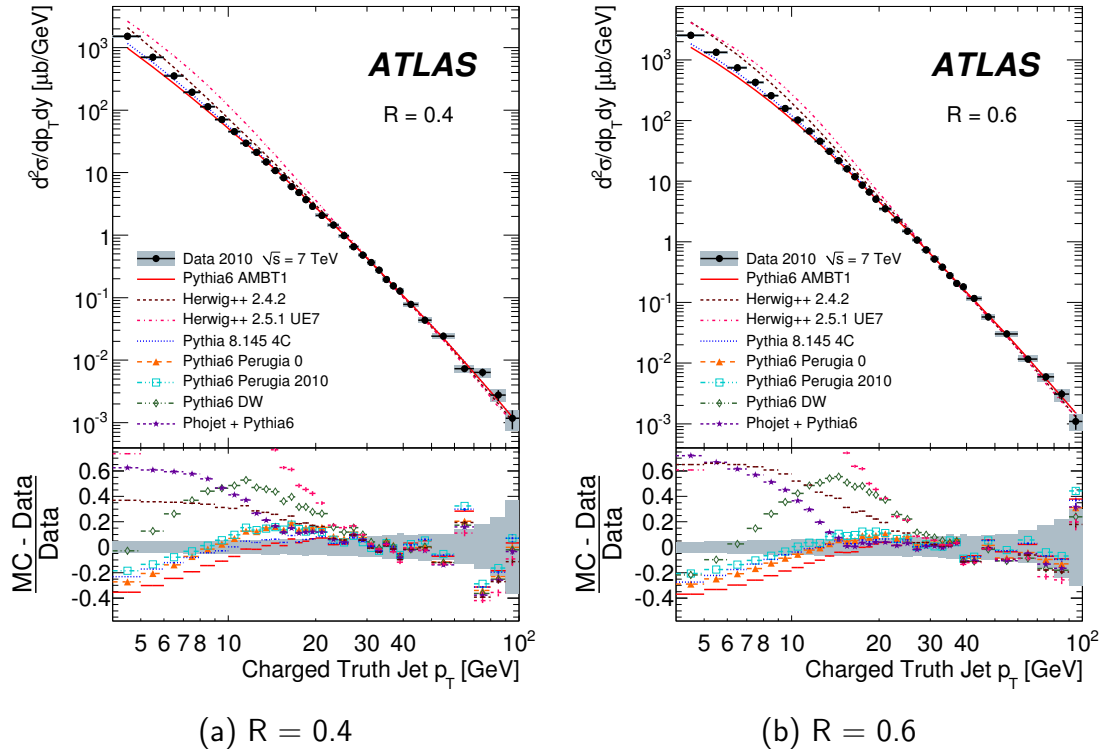 d²σ/dp_Tdy [μb/GeV]
10³
10²
10
1
10⁻¹
10⁻²
10⁻³
ATLAS
R = 0.4
Data 2010 √s = 7 TeV
Pythia6 AMBT1
Herwig++ 2.4.2
Herwig++ 2.5.1 UE7
Pythia 8.145 4C
Pythia6 Perugia 0
Pythia6 Perugia 2010
Pythia6 DW
Phojet + Pythia6
MC - Data
Data
0.6
0.4
0.2
0
-0.2
-0.4
5 6 7 8 10 20 30 40 10²
Charged Truth Jet p_T [GeV]
(a) R = 0.4
d²σ/dp_Tdy [μb/GeV]
10³
10²
10
1
10⁻¹
10⁻²
10⁻³
ATLAS
R = 0.6
Data 2010 √s = 7 TeV
Pythia6 AMBT1
Herwig++ 2.4.2
Herwig++ 2.5.1 UE7
Pythia 8.145 4C
Pythia6 Perugia 0
Pythia6 Perugia 2010
Pythia6 DW
Phojet + Pythia6
MC - Data
Data
0.6
0.4
0.2
0
-0.2
-0.4
5 6 7 8 10 20 30 40 10²
Charged Truth Jet p_T [GeV]
(b) R = 0.6